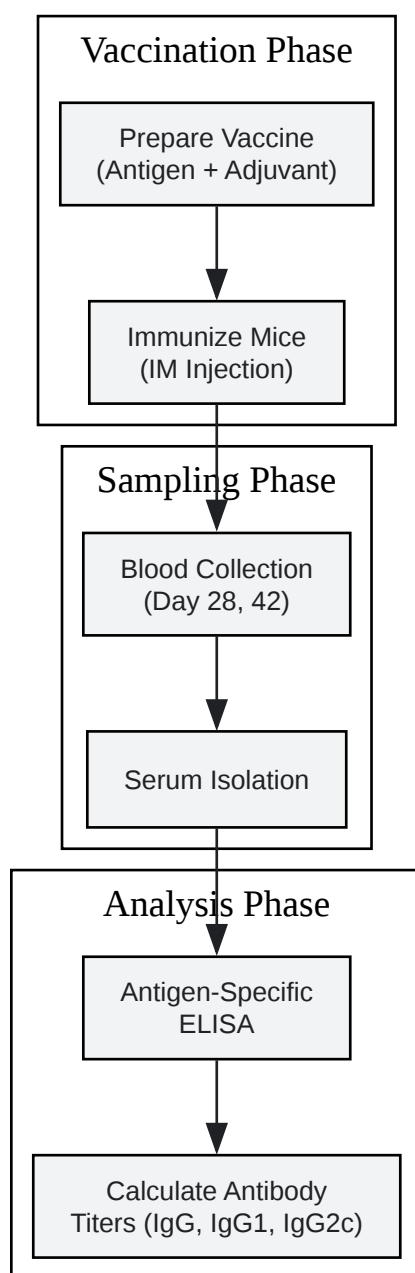 Vaccination Phase
Prepare Vaccine
(Antigen + Adjuvant)
Immunize Mice
(IM Injection)
Sampling Phase
Blood Collection
(Day 28, 42)
Serum Isolation
Analysis Phase
Antigen-Specific
ELISA
Calculate Antibody
Titers (IgG, IgG1, IgG2c)